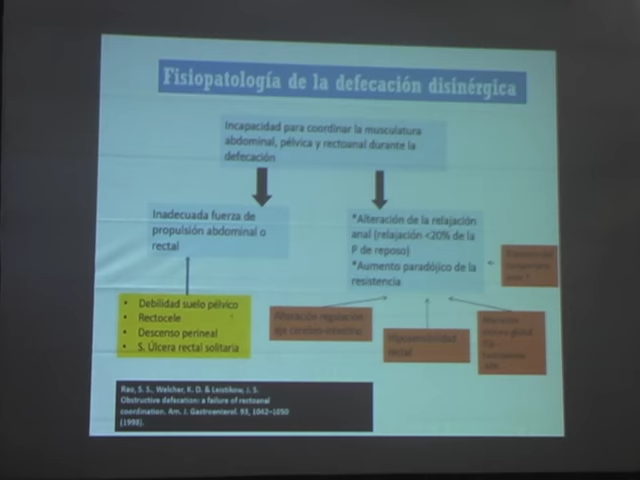 Fisiopatología de la defecación disinérgica
Incapacidad para coordinar la musculatura
abdominal, pélvica y rectoanal durante la
defecación
Inadecuada fuerza de
propulsión abdominal o
rectal
*Alteración de la relajación
anal (relajación <20% de la
P de reposo)
*Aumento paradójico de la
resistencia
• Debilidad suelo pélvico
• Rectocele
• Descenso perineal
• S. Úlcera rectal solitaria
Alteración regulación
eje cerebro-intestino
Hiposensibilidad
rectal
Rao, S. S., Welcher, K. D. & Leistikow, J. S.
Obstructive defecation: a failure of rectoanal
coordination. Am. J. Gastroenterol. 93, 1042–1050
(1998).